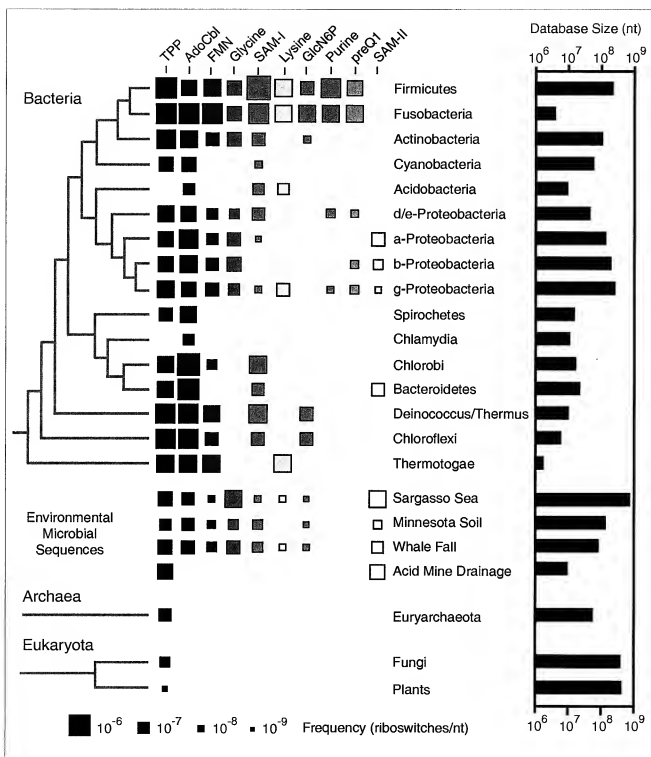 Database Size (nt)
TPP AdoCbl FMN Glycine SAM-I Lysine GlcN6P Purine preQ1 SAM-II
10^6 10^7 10^8 10^9
Bacteria
Firmicutes
Fusobacteria
Actinobacteria
Cyanobacteria
Acidobacteria
d/e-Proteobacteria
a-Proteobacteria
b-Proteobacteria
g-Proteobacteria
Spirochetes
Chlamydia
Chlorobi
Bacteroidetes
Deinococcus/Thermus
Chloroflexi
Thermotogae
Environmental
Microbial
Sequences
Sargasso Sea
Minnesota Soil
Whale Fall
Acid Mine Drainage
Archaea
Euryarchaeota
Eukaryota
Fungi
Plants
10^6 10^7 10^8 10^9
10^-6 10^-7 10^-8 10^-9 Frequency (riboswitches/nt)